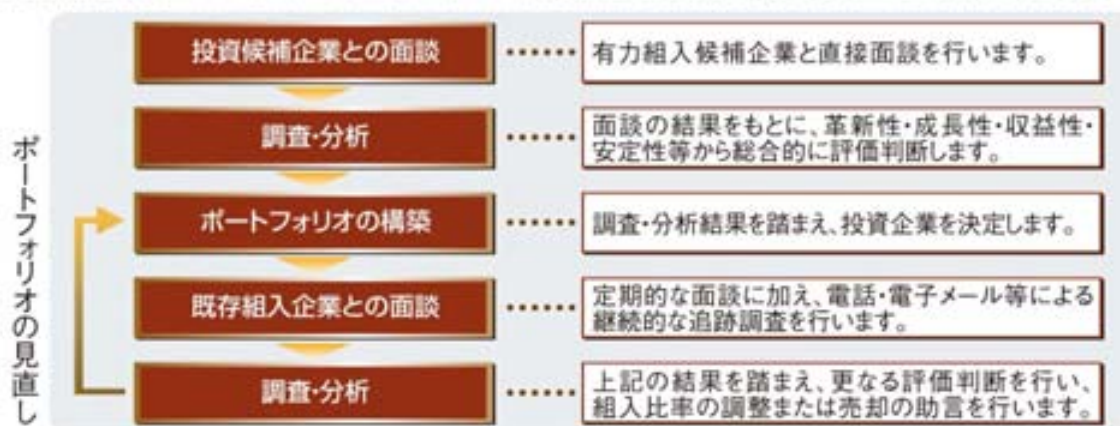 投資候補企業との面談
有力組入候補企業と直接面談を行います。
調査・分析
面談の結果をもとに、革新性・成長性・収益性・
安定性等から総合的に評価判断します。
ポートフォリオの構築
調査・分析結果を踏まえ、投資企業を決定します。
既存組入企業との面談
定期的な面談に加え、電話・電子メール等による
継続的な追跡調査を行います。
調査・分析
上記の結果を踏まえ、更なる評価判断を行い、
組入比率の調整または売却の助言を行います。
ポートフォリオの見直し